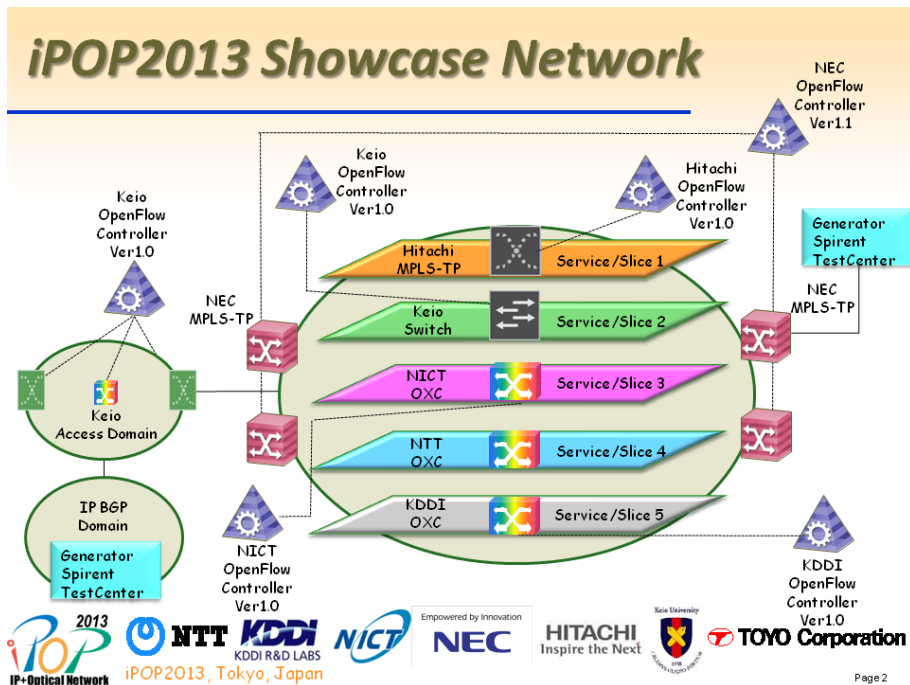 iPOP2013 Showcase Network
NEC
OpenFlow
Controller
Ver1.1
Keio
OpenFlow
Controller
Ver1.0
Hitachi
OpenFlow
Controller
Ver1.0
Keio
OpenFlow
Controller
Ver1.0
Generator
Spirent
TestCenter
Hitachi
MPLS-TP
Service/Slice 1
NEC
MPLS-TP
NEC
MPLS-TP
Keio
Switch
Service/Slice 2
NICT
OXC
Service/Slice 3
Keio
Access Domain
NTT
OXC
Service/Slice 4
KDDI
OXC
Service/Slice 5
IP BGP
Domain
Generator
Spirent
TestCenter
NICT
OpenFlow
Controller
Ver1.0
KDDI
OpenFlow
Controller
Ver1.0
2013
iPOP
IP+Optical Network
NTT
KDDI
KDDI R&D LABS
NICT
Empowered by Innovation
NEC
HITACHI
Inspire the Next
Keio University
1858
TOYO Corporation
iPOP2013, Tokyo, Japan
Page 2